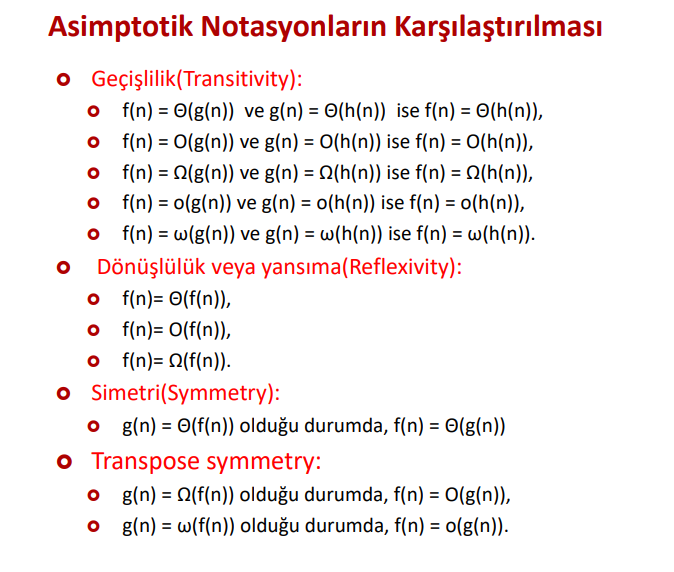 Asimptotik Notasyonların Karşılaştırılması
Geçişlilik(Transitivity):
f(n) = Θ(g(n)) ve g(n) = Θ(h(n)) ise f(n) = Θ(h(n)),
f(n) = O(g(n)) ve g(n) = O(h(n)) ise f(n) = O(h(n)),
f(n) = Ω(g(n)) ve g(n) = Ω(h(n)) ise f(n) = Ω(h(n)),
f(n) = o(g(n)) ve g(n) = o(h(n)) ise f(n) = o(h(n)),
f(n) = ω(g(n)) ve g(n) = ω(h(n)) ise f(n) = ω(h(n)).
Dönüşlülük veya yansıma(Reflexivity):
f(n)= Θ(f(n)),
f(n)= O(f(n)),
f(n)= Ω(f(n)).
Simetri(Symmetry):
g(n) = Θ(f(n)) olduğu durumda, f(n) = Θ(g(n))
Transpose symmetry:
g(n) = Ω(f(n)) olduğu durumda, f(n) = O(g(n)),
g(n) = ω(f(n)) olduğu durumda, f(n) = o(g(n)).